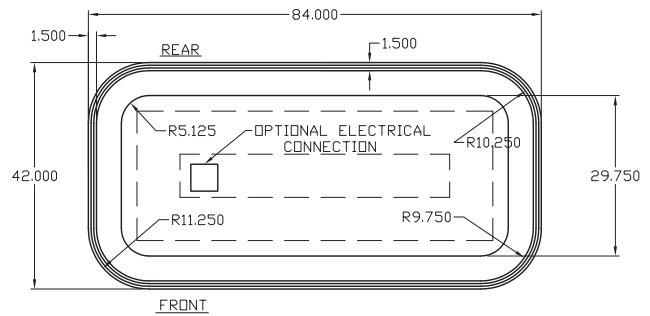 84.000
1.500
REAR
1.500
R5.125
OPTIONAL ELECTRICAL
CONNECTION
R10.250
42.000
29.750
R11.250
R9.750
FRONT